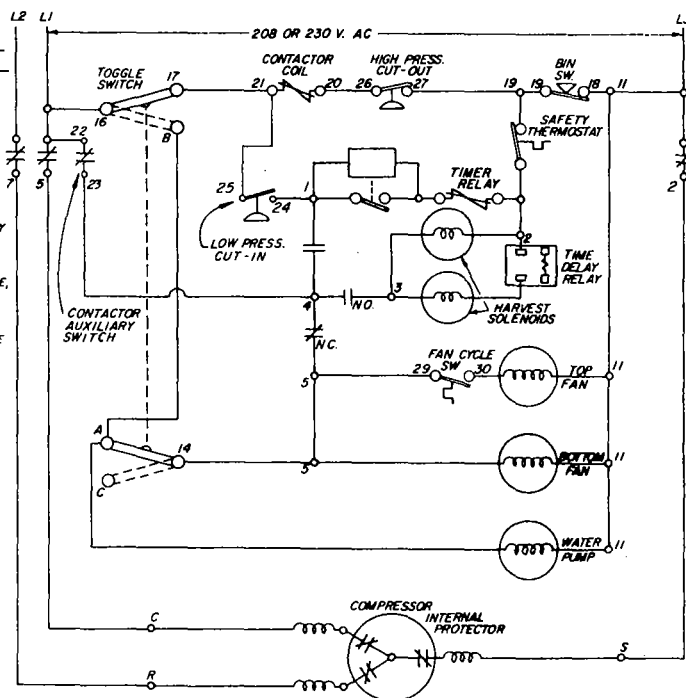 L2 L1 L
208 OR 230 V. AC
TOGGLE
SWITCH
17
CONTACTOR
COIL
21
20
HIGH PRESS.
CUT-OUT
26
27
19
BIN
SW.
19
18
11
16
B
SAFETY
THERMOSTAT
22
7
5
23
2
25
24
LOW PRESS.
CUT-IN
1
TIMER
RELAY
2
TIME
DELAY
RELAY
CONTACTOR
AUXILIARY
SWITCH
4
N.O.
3
HARVEST
SOLENOIDS
N.C.
5
29
FAN CYCLE
SW
30
TOP
FAN
11
A
14
C
5
BOTTOM
FAN
11
WATER
PUMP
11
COMPRESSOR
INTERNAL
PROTECTOR
C
S
R
Y
E,
E